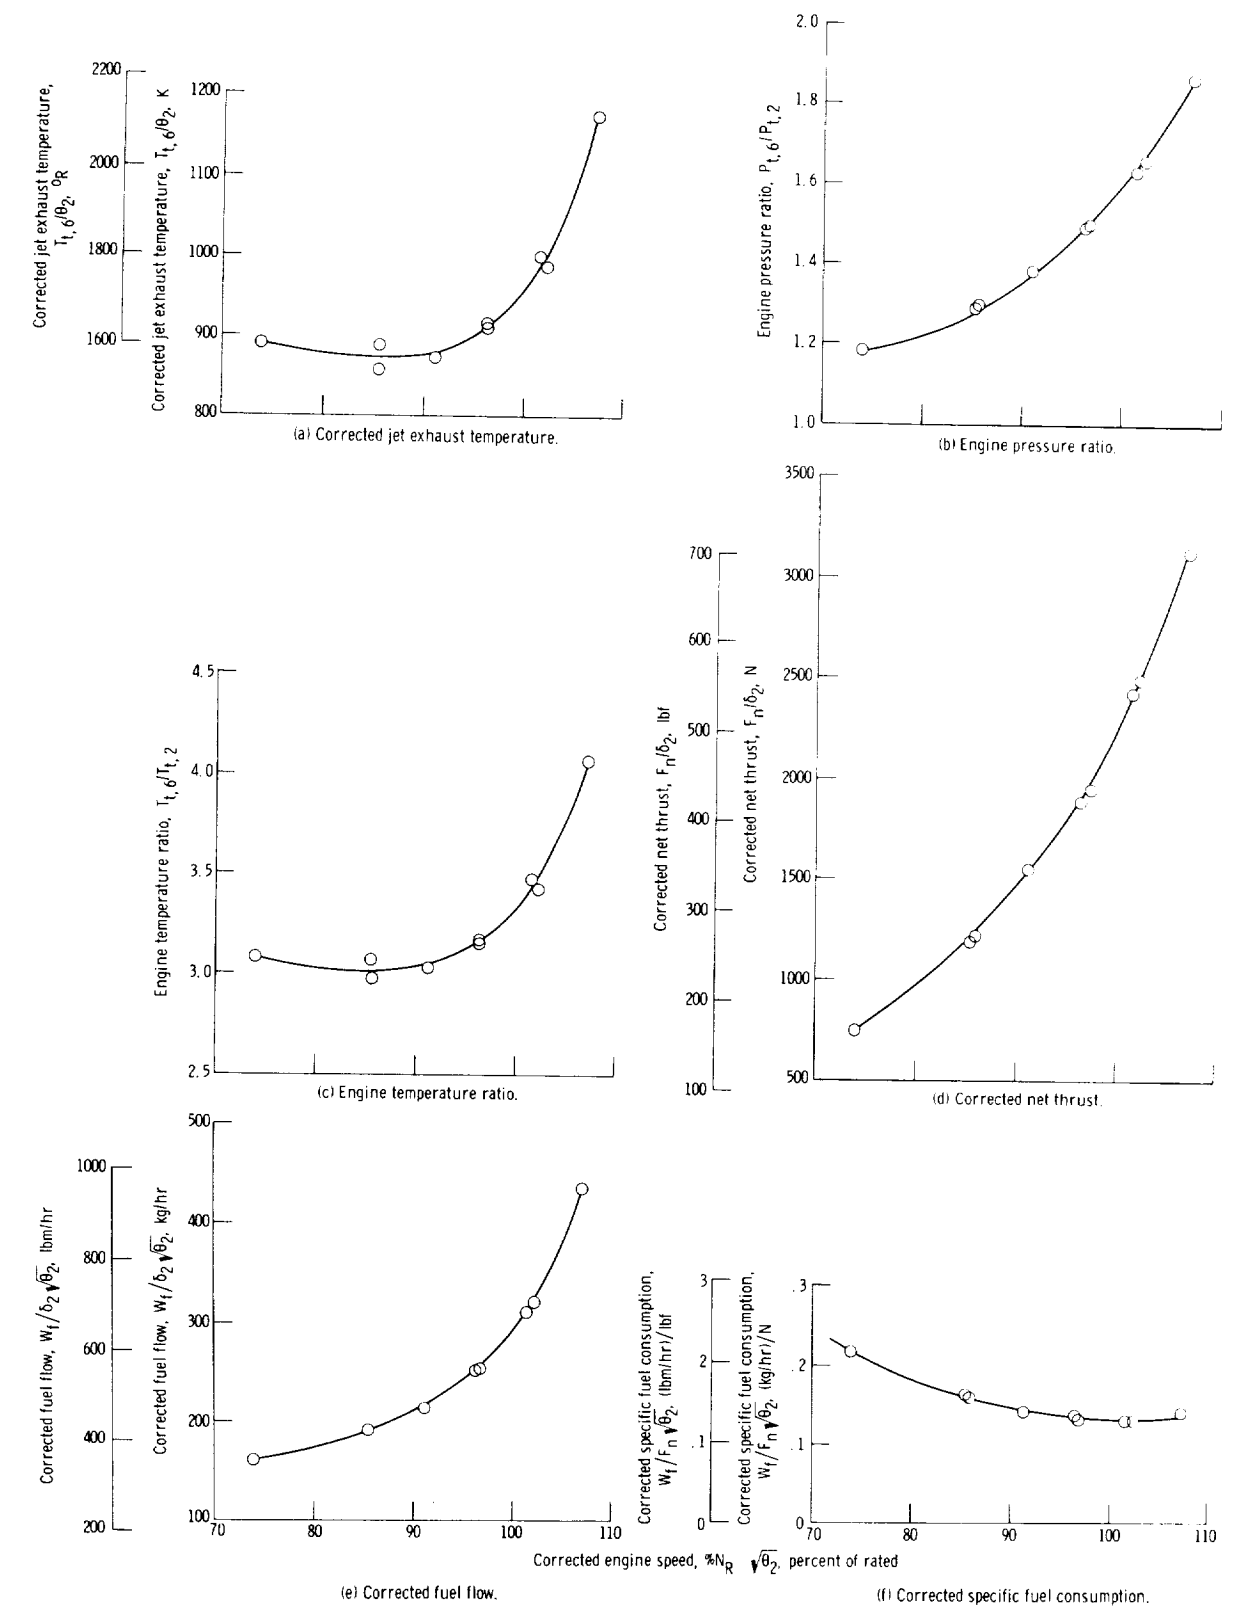 Corrected jet exhaust temperature,
T_t,6/θ_2, °R
2200
2000
1800
1600
Corrected jet exhaust temperature, T_t,6/θ_2, K
1200
1100
1000
900
800
(a) Corrected jet exhaust temperature.
Engine pressure ratio, P_t,6/P_t,2
2.0
1.8
1.6
1.4
1.2
1.0
(b) Engine pressure ratio.
Engine temperature ratio, T_t,6/T_t,2
4.5
4.0
3.5
3.0
2.5
(c) Engine temperature ratio.
Corrected net thrust, F_n/δ_2, lbf
700
600
500
400
300
200
100
Corrected net thrust, F_n/δ_2, N
3500
3000
2500
2000
1500
1000
500
(d) Corrected net thrust.
Corrected fuel flow, W_f/δ_2 √θ_2, lbm/hr
1000
800
600
400
200
Corrected fuel flow, W_f/δ_2 √θ_2, kg/hr
500
400
300
200
100
70 80 90 100 110
Corrected specific fuel consumption,
W_f/F_n √θ_2, (lbm/hr)/lbf
3
2
.1
0
Corrected specific fuel consumption,
W_f/F_n √θ_2, (kg/hr)/N
.3
.2
.1
0
70 80 90 100 110
Corrected engine speed, %N_R √θ_2, percent of rated
(e) Corrected fuel flow.
(f) Corrected specific fuel consumption.